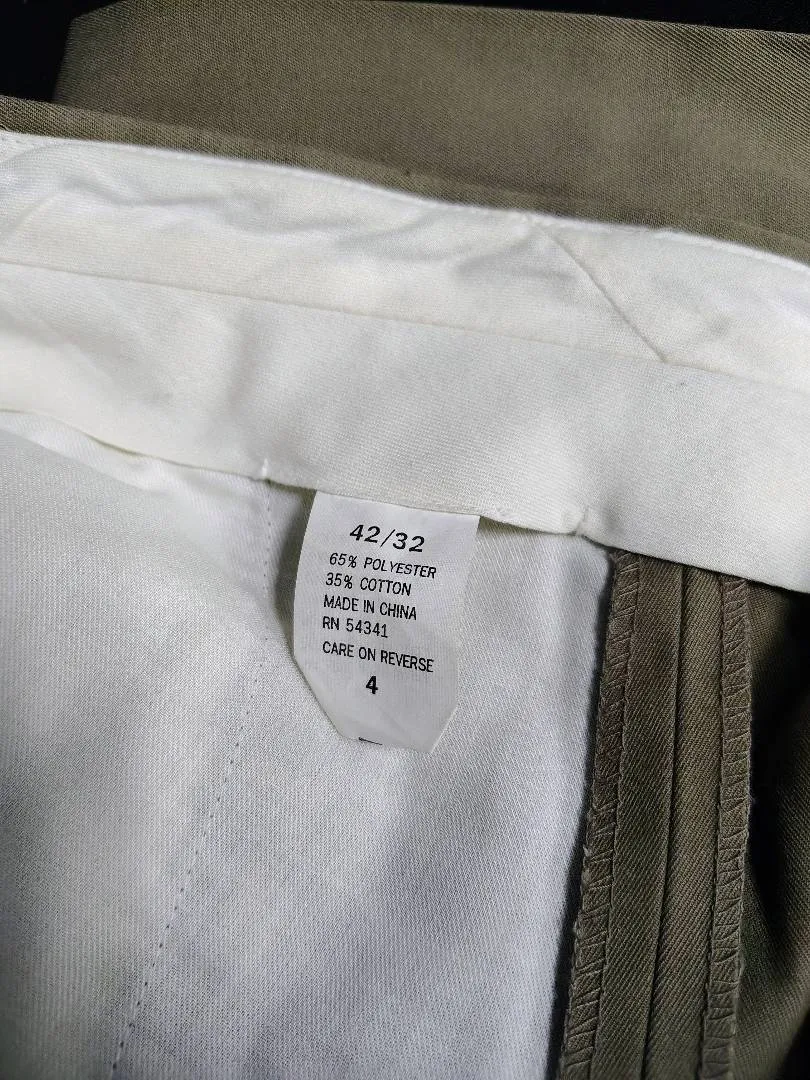 42/32
65% POLYESTER
35% COTTON
MADE IN CHINA
RN 54341
CARE ON REVERSE
4